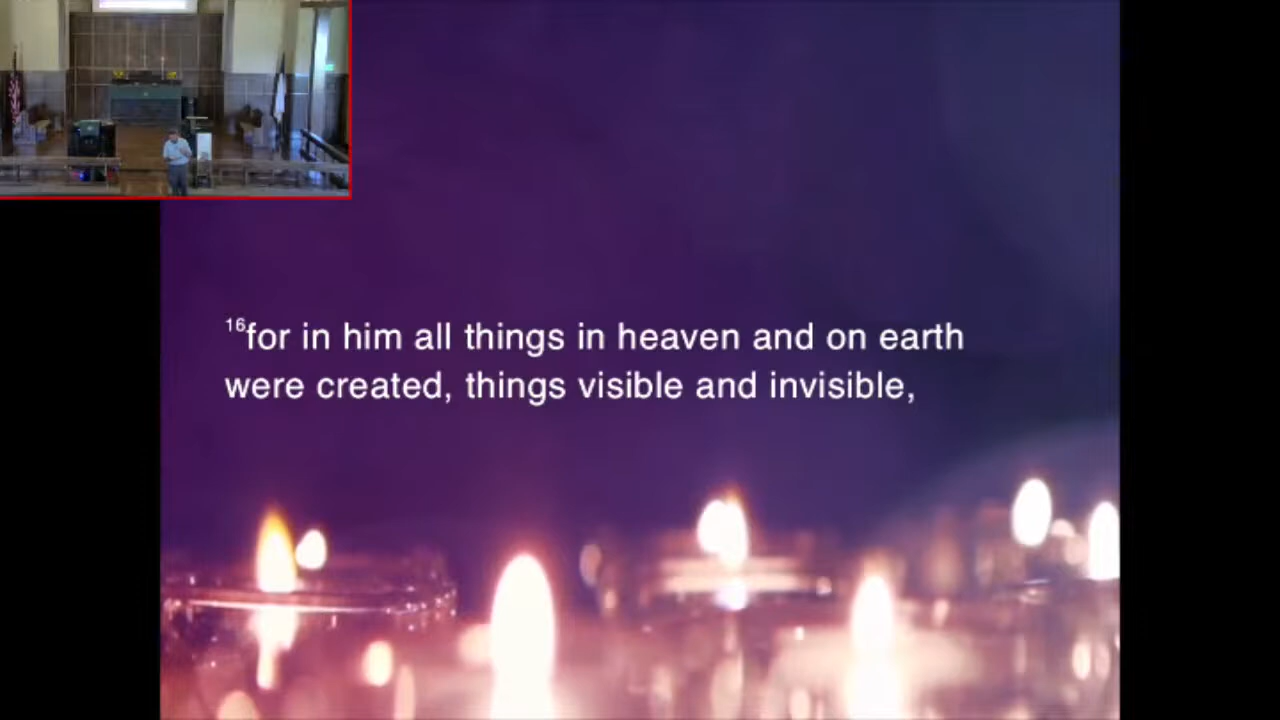 16for in him all things in heaven and on earth
were created, things visible and invisible,